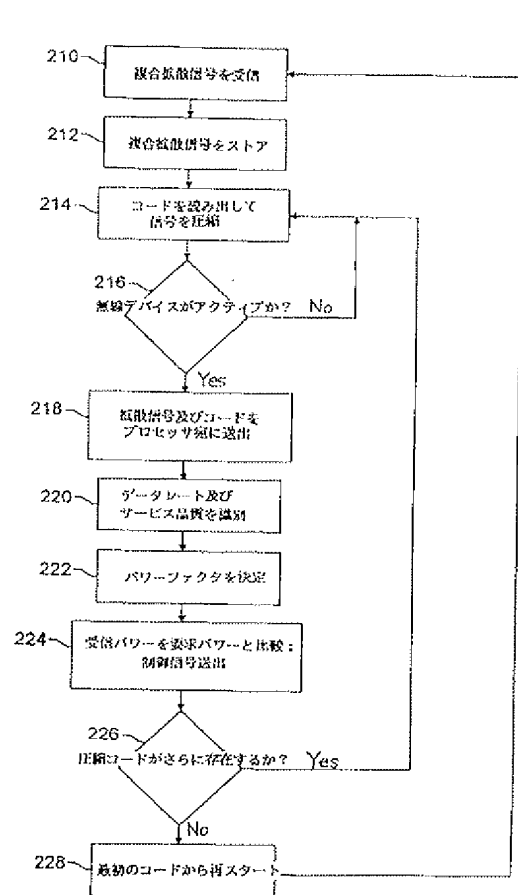 210
複合拡散信号を受信
212
複合拡散信号をストア
214
コードを読み出して
信号を圧縮
216
無線デバイスがアクティブか? No
Yes
218
拡散信号及びコードを
プロセッサ宛に送出
220
データレート及び
サービス品質を識別
222
パワーファクタを決定
224
受信パワーを要求パワーと比較:
制御信号送出
226
圧縮コードがさらに存在するか? Yes
No
228
最初のコードから再スタート